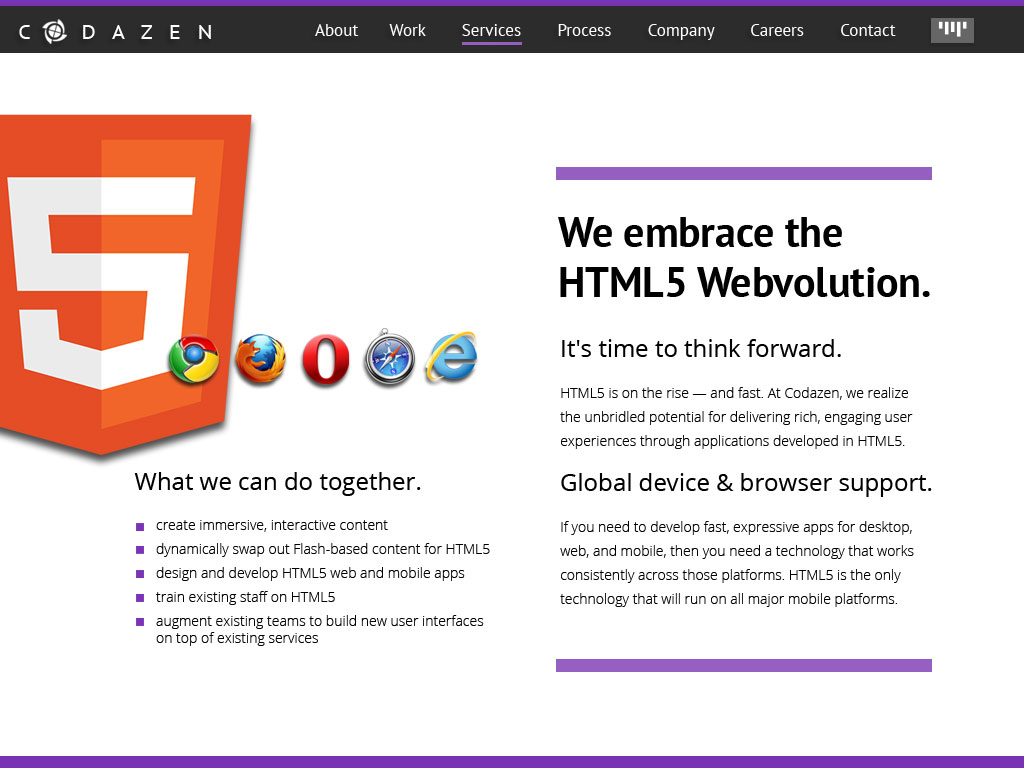 CODAZEN
About Work Services Process Company Careers Contact
5
We embrace the
HTML5 Webvolution.
It's time to think forward.
HTML5 is on the rise — and fast. At Codazen, we realize
the unbridled potential for delivering rich, engaging user
experiences through applications developed in HTML5.
Global device & browser support.
If you need to develop fast, expressive apps for desktop,
web, and mobile, then you need a technology that works
consistently across those platforms. HTML5 is the only
technology that will run on all major mobile platforms.
What we can do together.
create immersive, interactive content
dynamically swap out Flash-based content for HTML5
design and develop HTML5 web and mobile apps
train existing staff on HTML5
augment existing teams to build new user interfaces
on top of existing services